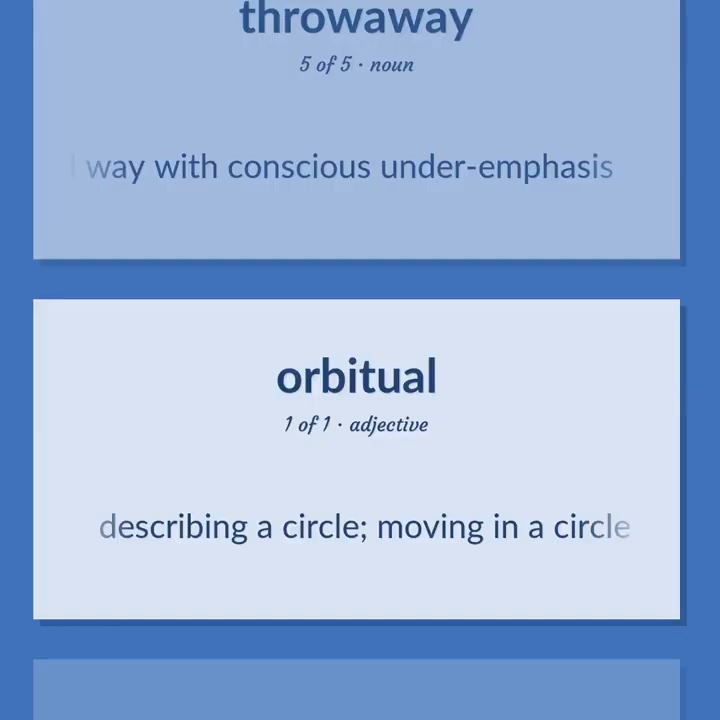 throwaway
5 of 5 · noun
way with conscious under-emphasis
orbitual
1 of 1 · adjective
describing a circle; moving in a circle